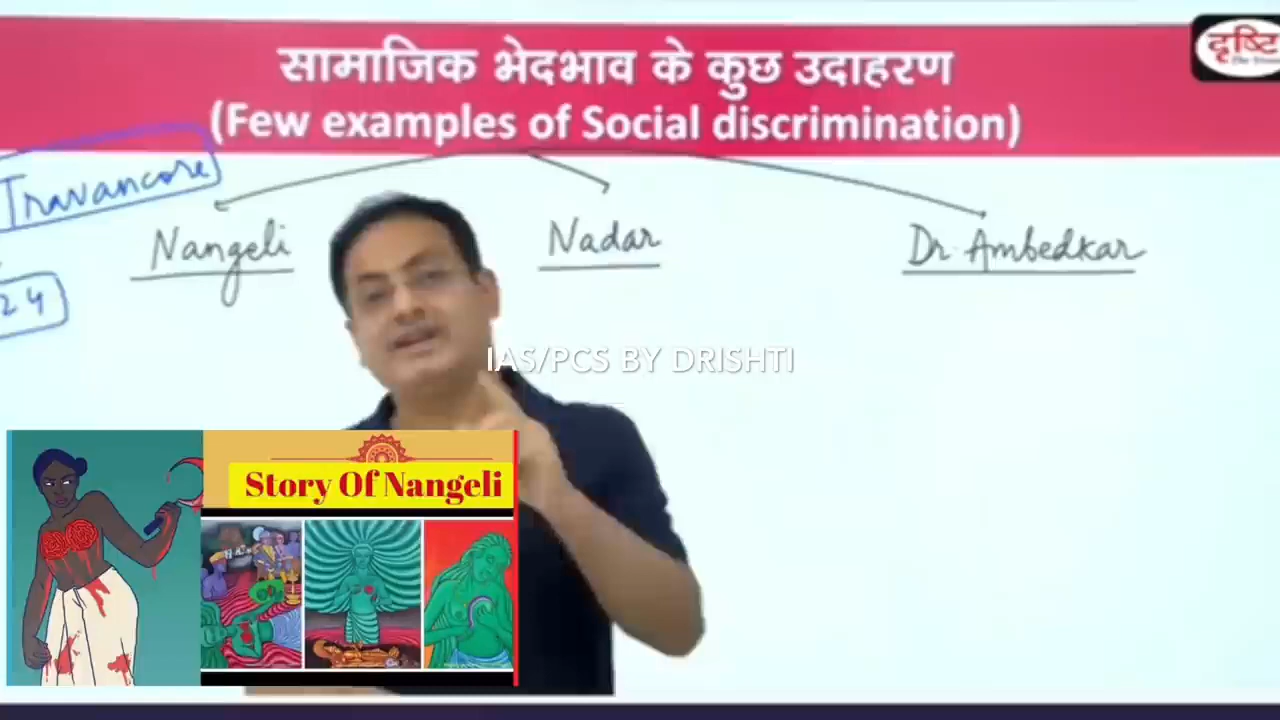 सामाजिक भेदभाव के कुछ उदाहरण
(Few examples of Social discrimination)
दृष्टि
Travancore
Nangeli
Nadar
Dr. Ambedkar
24
IAS/PCS BY DRISHTI
Story Of Nangeli